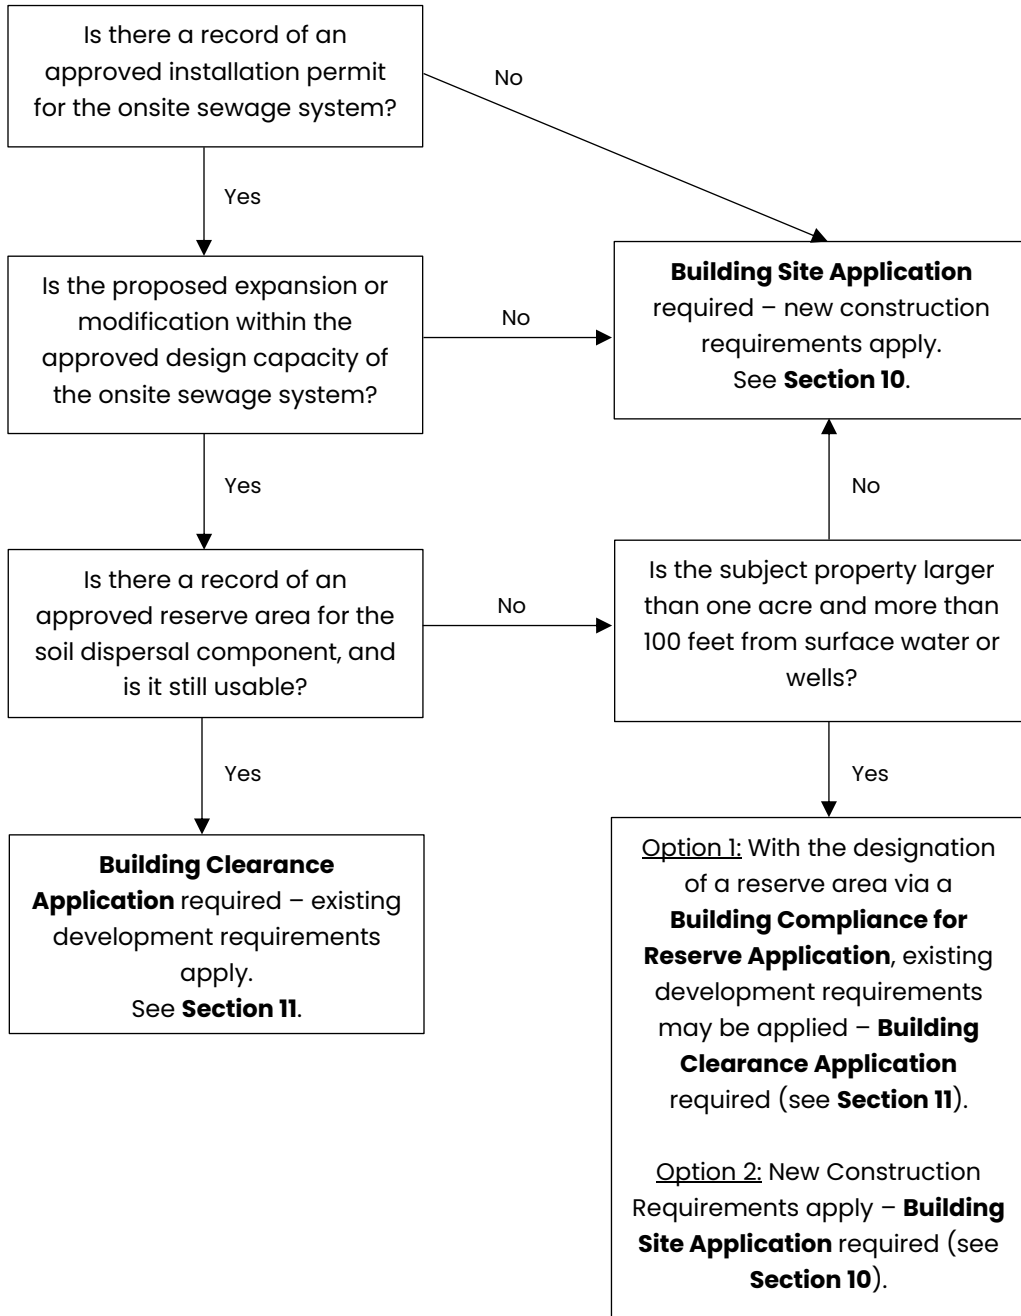 Is there a record of an
approved installation permit
for the onsite sewage system?
No
Yes
Is the proposed expansion or
modification within the
approved design capacity of
the onsite sewage system?
No
Building Site Application
required – new construction
requirements apply.
See Section 10.
Yes
No
Is there a record of an
approved reserve area for the
soil dispersal component, and
is it still usable?
No
Is the subject property larger
than one acre and more than
100 feet from surface water or
wells?
Yes
Yes
Building Clearance
Application required – existing
development requirements
apply.
See Section 11.
Option 1: With the designation
of a reserve area via a
Building Compliance for
Reserve Application, existing
development requirements
may be applied – Building
Clearance Application
required (see Section 11).
Option 2: New Construction
Requirements apply – Building
Site Application required (see
Section 10).